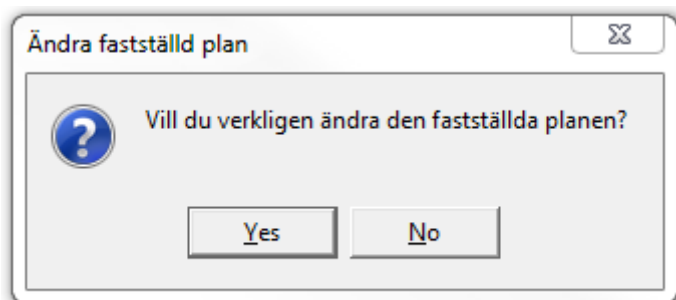 Ändra fastställd plan
Vill du verkligen ändra den fastställda planen?
Yes
No